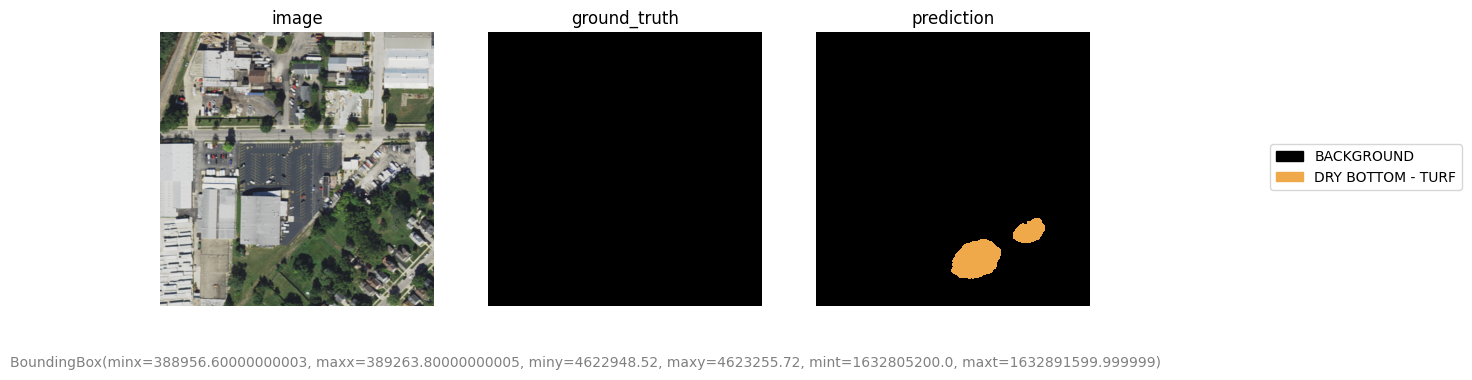 image
ground_truth
prediction
BACKGROUND
DRY BOTTOM - TURF
BoundingBox(minx=388956.60000000003, maxx=389263.80000000005, miny=4622948.52, maxy=4623255.72, mint=1632805200.0, maxt=1632891599.999999)